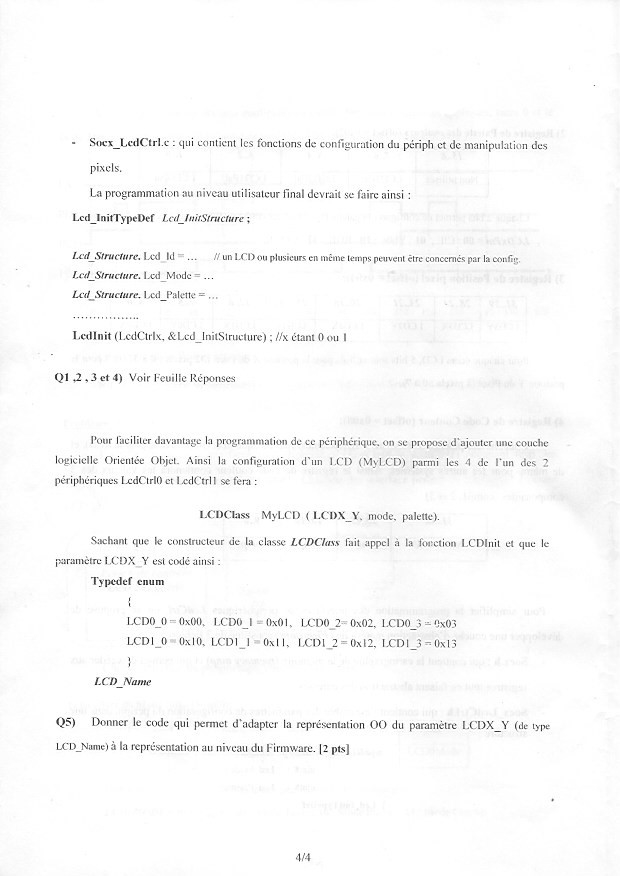 - Socx_LcdCtrl.c : qui contient les fonctions de configuration du périph et de manipulation des
pixels.
La programmation au niveau utilisateur final devrait se faire ainsi :
Lcd_InitTypeDef Lcd_InitStructure ;
Lcd_Structure. Lcd_Id = … // un LCD ou plusieurs en même temps peuvent être concernés par la config.
Lcd_Structure. Lcd_Mode = …
Lcd_Structure. Lcd_Palette = …
……………..
LcdInit (LcdCtrlx, &Lcd_InitStructure) ; //x étant 0 ou 1
Q1 ,2 , 3 et 4) Voir Feuille Réponses
Pour faciliter davantage la programmation de ce périphérique, on se propose d'ajouter une couche
logicielle Orientée Objet. Ainsi la configuration d'un LCD (MyLCD) parmi les 4 de l'un des 2
périphériques LcdCtrl0 et LcdCtrl1 se fera :
LCDClass MyLCD ( LCDX_Y, mode, palette).
Sachant que le constructeur de la classe LCDClass fait appel à la fonction LCDInit et que le
paramètre LCDX_Y est codé ainsi :
Typedef enum
{
LCD0_0 = 0x00, LCD0_1 = 0x01, LCD0_2= 0x02, LCD0_3 = 0x03
LCD1_0 = 0x10, LCD1_1 = 0x11, LCD1_2 = 0x12, LCD1_3 = 0x13
}
LCD_Name
Q5) Donner le code qui permet d'adapter la représentation OO du paramètre LCDX_Y (de type
LCD_Name) à la représentation au niveau du Firmware. [2 pts]
4/4